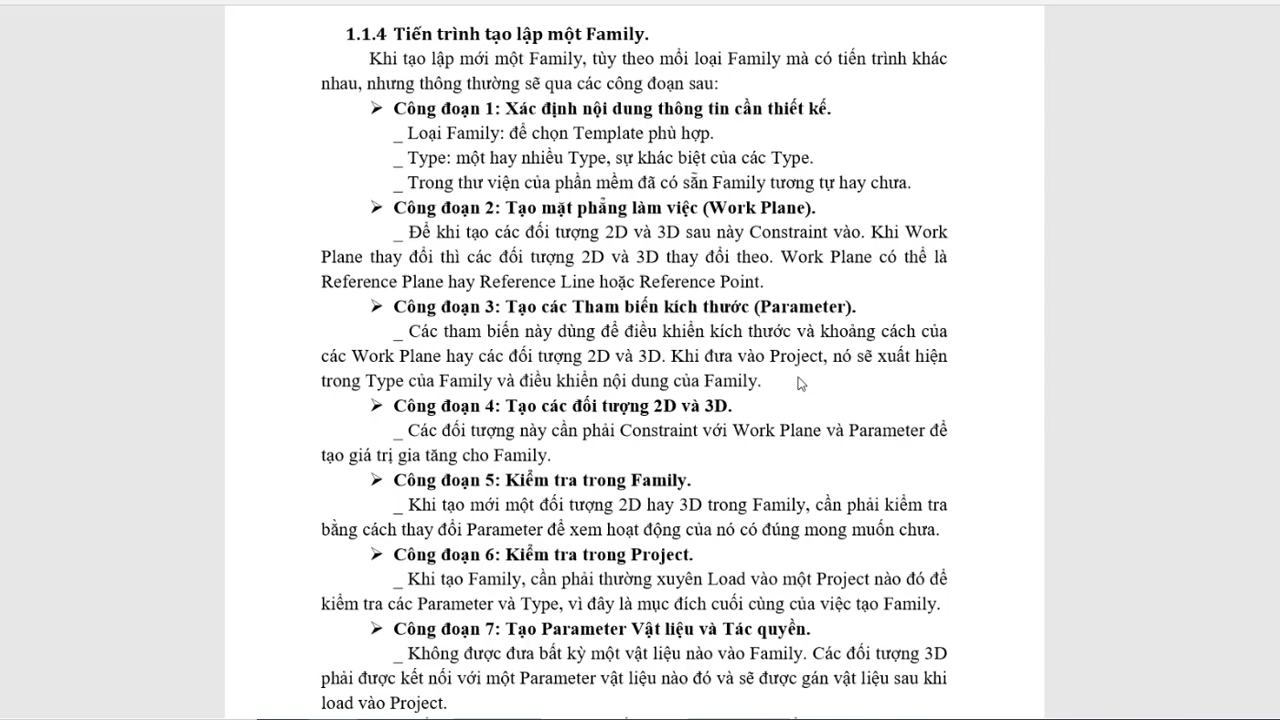 1.1.4 Tiến trình tạo lập một Family.
Khi tạo lập mới một Family, tùy theo mổi loại Family mà có tiến trình khác
nhau, nhưng thông thường sẽ qua các công đoạn sau:
➤ Công đoạn 1: Xác định nội dung thông tin cần thiết kế.
_ Loại Family: để chọn Template phù hợp.
_ Type: một hay nhiều Type, sự khác biệt của các Type.
_ Trong thư viện của phần mềm đã có sẵn Family tương tự hay chưa.
➤ Công đoạn 2: Tạo mặt phẳng làm việc (Work Plane).
_ Để khi tạo các đối tượng 2D và 3D sau này Constraint vào. Khi Work
Plane thay đổi thì các đối tượng 2D và 3D thay đổi theo. Work Plane có thể là
Reference Plane hay Reference Line hoặc Reference Point.
➤ Công đoạn 3: Tạo các Tham biến kích thước (Parameter).
_ Các tham biến này dùng để điều khiển kích thước và khoảng cách của
các Work Plane hay các đối tượng 2D và 3D. Khi đưa vào Project, nó sẽ xuất hiện
trong Type của Family và điều khiển nội dung của Family.
➤ Công đoạn 4: Tạo các đối tượng 2D và 3D.
_ Các đối tượng này cần phải Constraint với Work Plane và Parameter để
tạo giá trị gia tăng cho Family.
➤ Công đoạn 5: Kiểm tra trong Family.
_ Khi tạo mới một đối tượng 2D hay 3D trong Family, cần phải kiểm tra
bằng cách thay đổi Parameter để xem hoạt động của nó có đúng mong muốn chưa.
➤ Công đoạn 6: Kiểm tra trong Project.
_ Khi tạo Family, cần phải thường xuyên Load vào một Project nào đó để
kiểm tra các Parameter và Type, vì đây là mục đích cuối cùng của việc tạo Family.
➤ Công đoạn 7: Tạo Parameter Vật liệu và Tác quyền.
_ Không được đưa bất kỳ một vật liệu nào vào Family. Các đối tượng 3D
phải được kết nối với một Parameter vật liệu nào đó và sẽ được gán vật liệu sau khi
load vào Project.